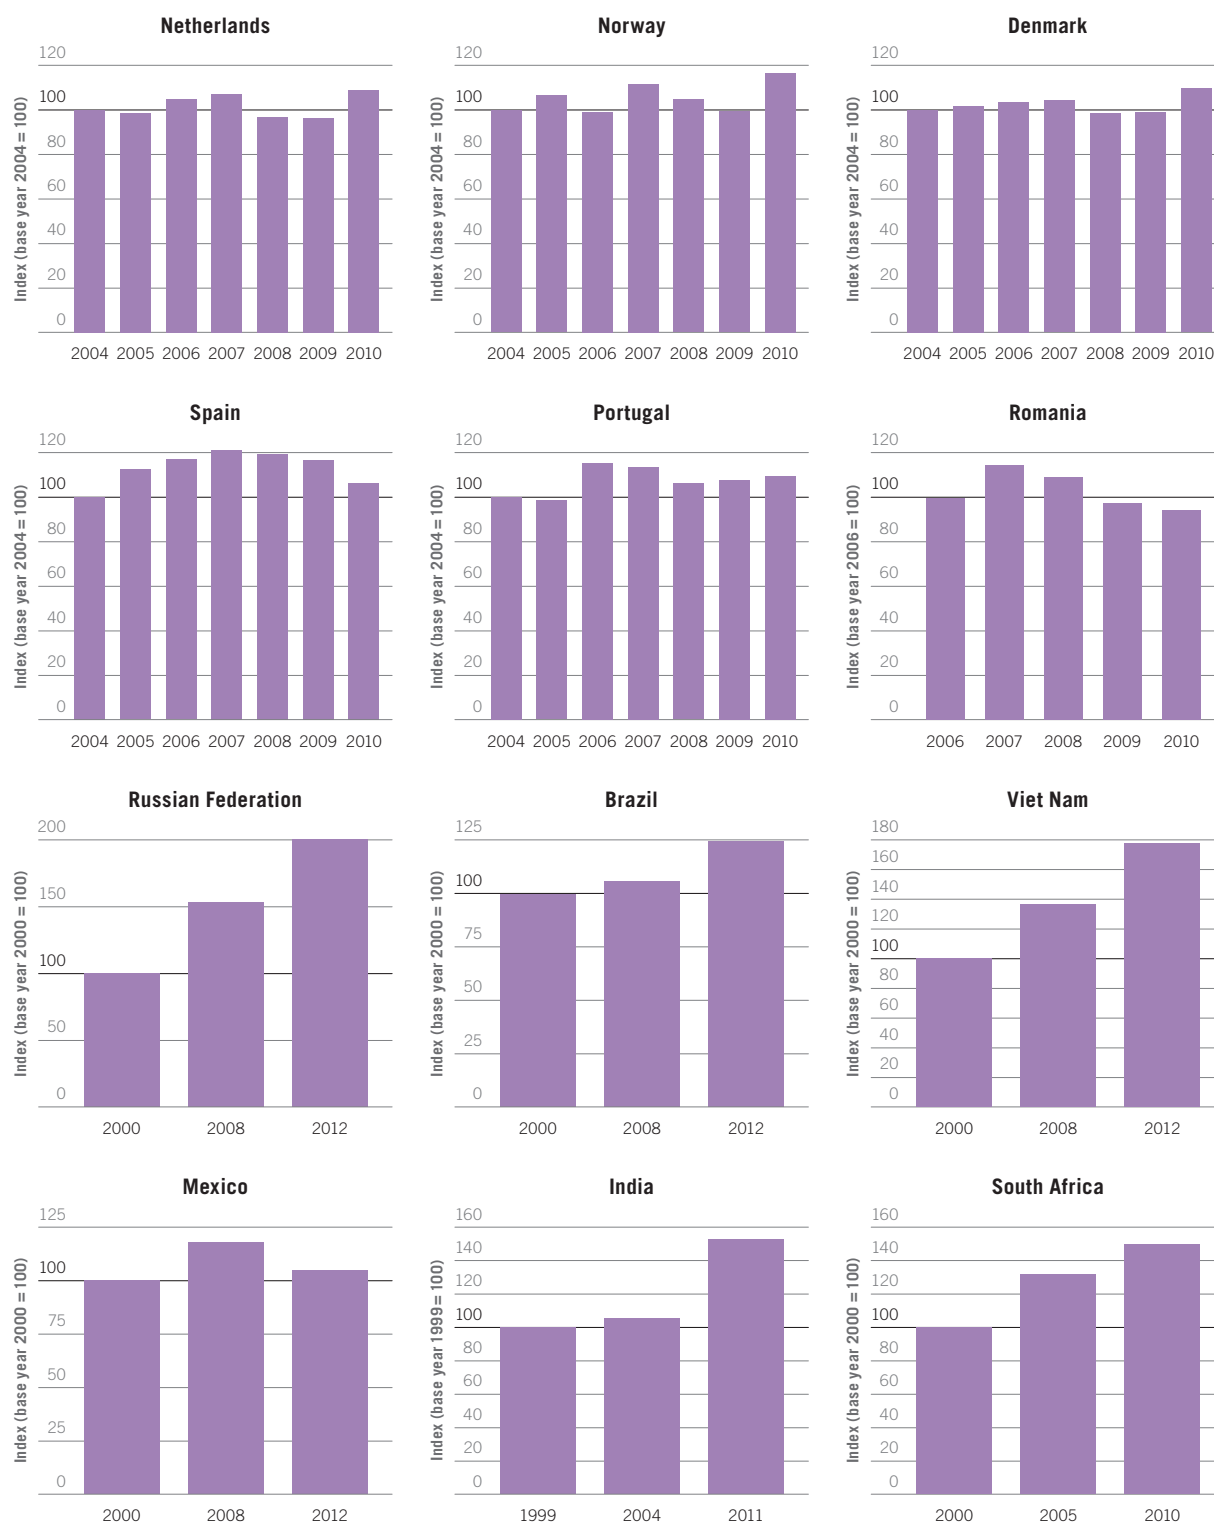 Netherlands
Index (base year 2004 = 100)
120
100
80
60
40
20
0
2004 2005 2006 2007 2008 2009 2010
Norway
Index (base year 2004 = 100)
120
100
80
60
40
20
0
2004 2005 2006 2007 2008 2009 2010
Denmark
Index (base year 2004 = 100)
120
100
80
60
40
20
0
2004 2005 2006 2007 2008 2009 2010
Spain
Index (base year 2004 = 100)
120
100
80
60
40
20
0
2004 2005 2006 2007 2008 2009 2010
Portugal
Index (base year 2004 = 100)
120
100
80
60
40
20
0
2004 2005 2006 2007 2008 2009 2010
Romania
Index (base year 2006 = 100)
120
100
80
60
40
20
0
2006 2007 2008 2009 2010
Russian Federation
Index (base year 2000 = 100)
200
150
100
50
0
2000 2008 2012
Brazil
Index (base year 2000 = 100)
125
100
75
50
25
0
2000 2008 2012
Viet Nam
Index (base year 2000 = 100)
180
160
140
120
100
80
60
40
20
0
2000 2008 2012
Mexico
Index (base year 2000 = 100)
125
100
75
50
25
0
2000 2008 2012
India
Index (base year 1999= 100)
160
140
120
100
80
60
40
20
0
1999 2004 2011
South Africa
Index (base year 2000 = 100)
160
140
120
100
80
60
40
20
0
2000 2005 2010